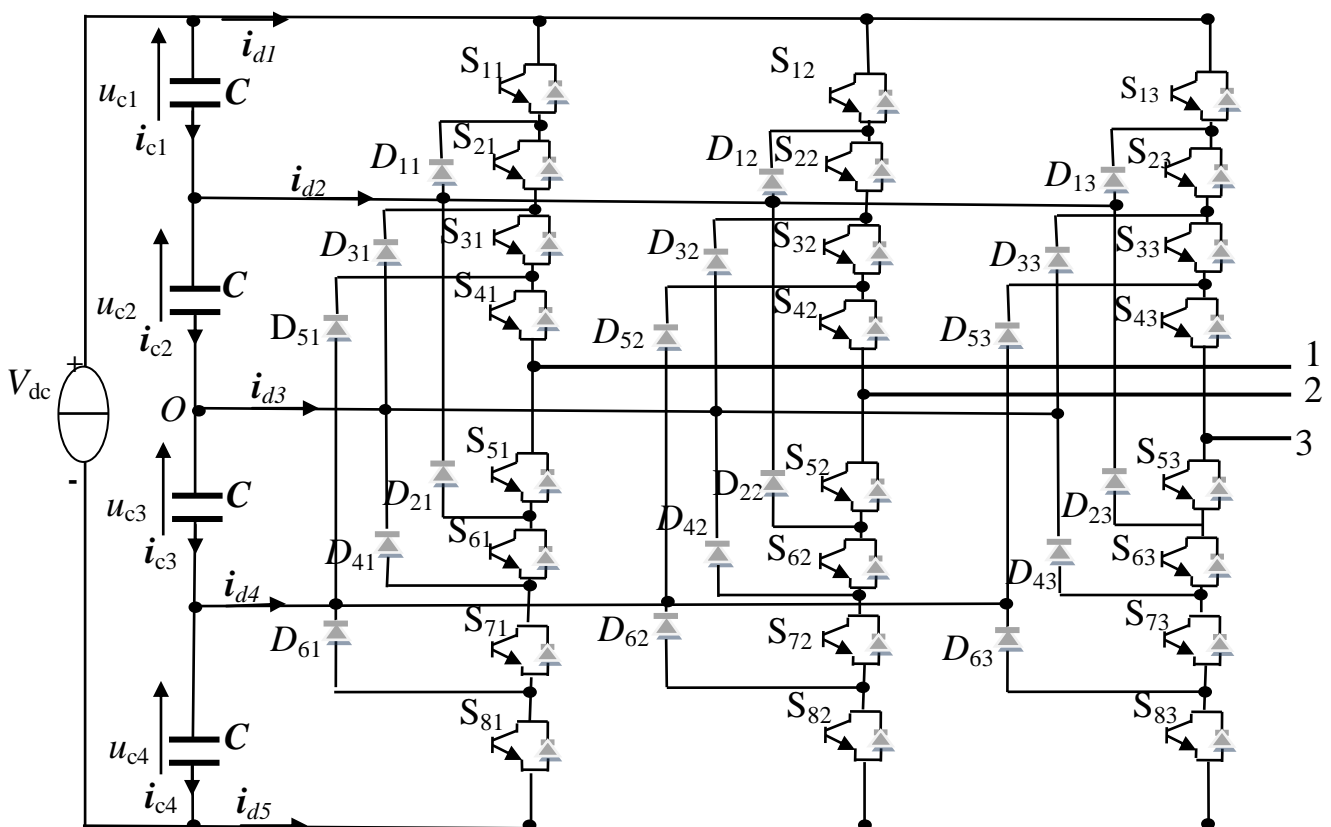 i_d1
S_11
S_12
S_13
u_c1
C
i_c1
D_11
S_21
D_12
S_22
D_13
S_23
i_d2
D_31
S_31
D_32
S_32
D_33
S_33
u_c2
C
i_c2
S_41
S_42
S_43
D_51
D_52
D_53
V_dc
+
-
1
2
3
O
i_d3
S_51
S_52
S_53
u_c3
C
i_c3
D_21
D_22
D_23
D_41
S_61
D_42
S_62
D_43
S_63
i_d4
D_61
S_71
D_62
S_72
D_63
S_73
u_c4
C
i_c4
S_81
S_82
S_83
i_d5